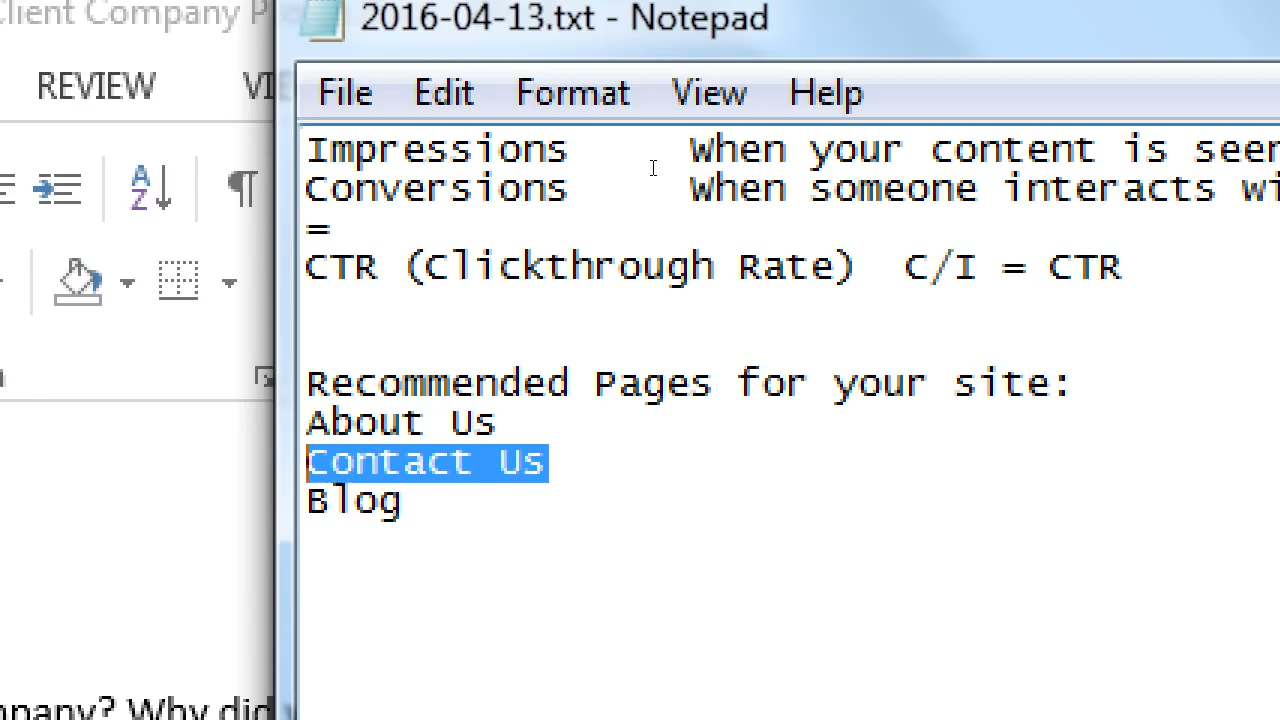 Client Company P
2016-04-13.txt - Notepad
REVIEW
File Edit Format View Help
Impressions When your content is seen
Conversions When someone interacts wi
=
CTR (Clickthrough Rate) C/I = CTR
Recommended Pages for your site:
About Us
Contact Us
Blog
mpany? Why did